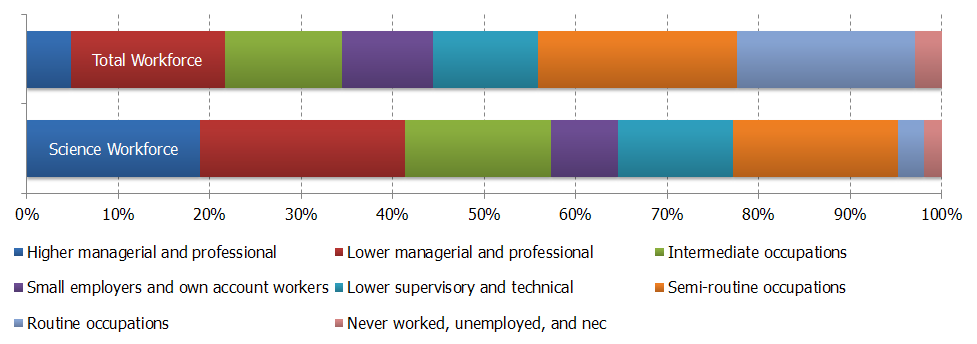 Total Workforce
Science Workforce
0% 10% 20% 30% 40% 50% 60% 70% 80% 90% 100%
Higher managerial and professional Lower managerial and professional Intermediate occupations
Small employers and own account workers Lower supervisory and technical Semi-routine occupations
Routine occupations Never worked, unemployed, and nec